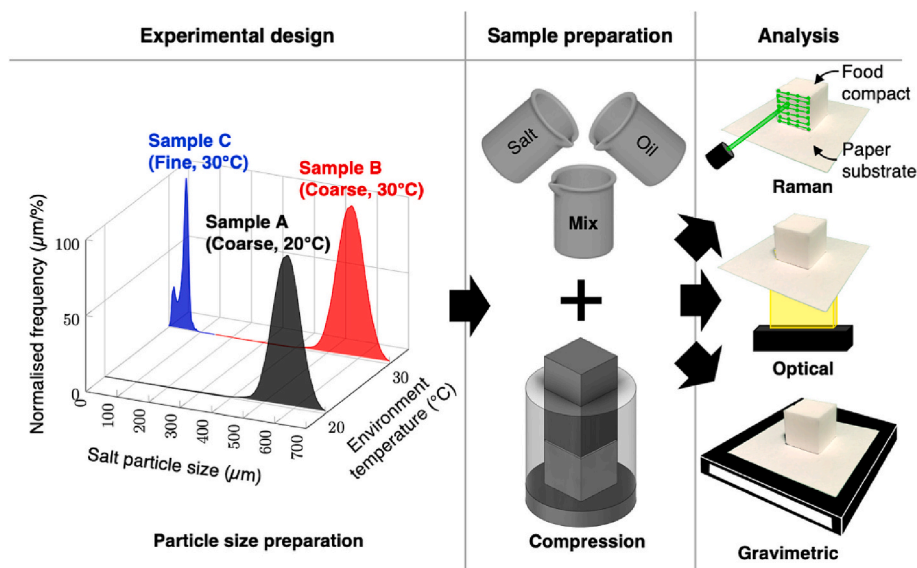 Experimental design
Sample preparation
Analysis
Sample C
(Fine, 30°C)
Sample B
(Coarse, 30°C)
Sample A
(Coarse, 20°C)
Normalised frequency (µm/%)
100
50
0
0
100
200
300
400
500
600
700
Salt particle size (µm)
20
30
Environment
temperature (°C)
Particle size preparation
Salt
Oil
Mix
Compression
Food
compact
Paper
substrate
Raman
Optical
Gravimetric